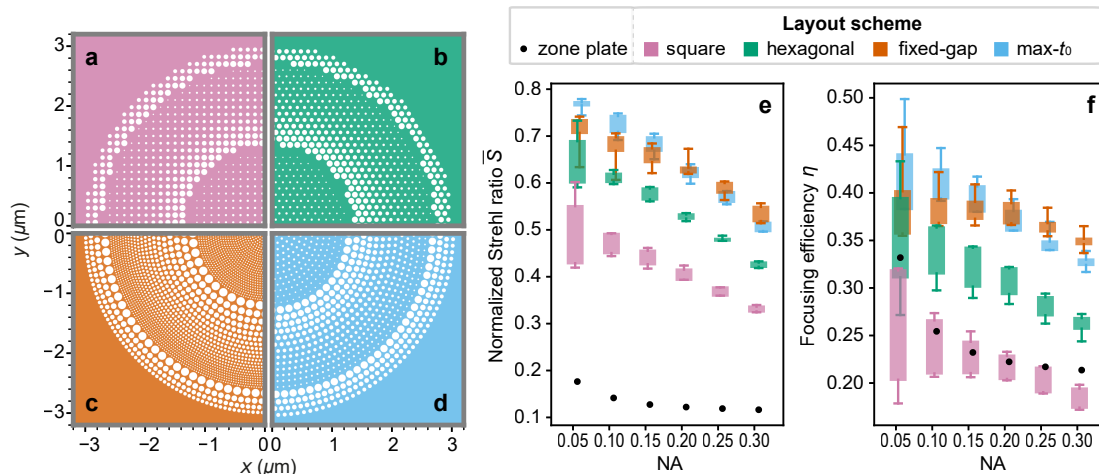 Layout scheme
zone plate square hexagonal fixed-gap max-t₀
a
b
c
d
3
2
1
0
0
−1
−2
−3
y (µm)
−3 −2 −1 0 0 1 2 3
x (µm)
e
0.8
0.7
0.6
0.5
0.4
0.3
0.2
0.1
Normalized Strehl ratio S̅
0.05 0.10 0.15 0.20 0.25 0.30
NA
f
0.50
0.45
0.40
0.35
0.30
0.25
0.20
Focusing efficiency η
0.05 0.10 0.15 0.20 0.25 0.30
NA